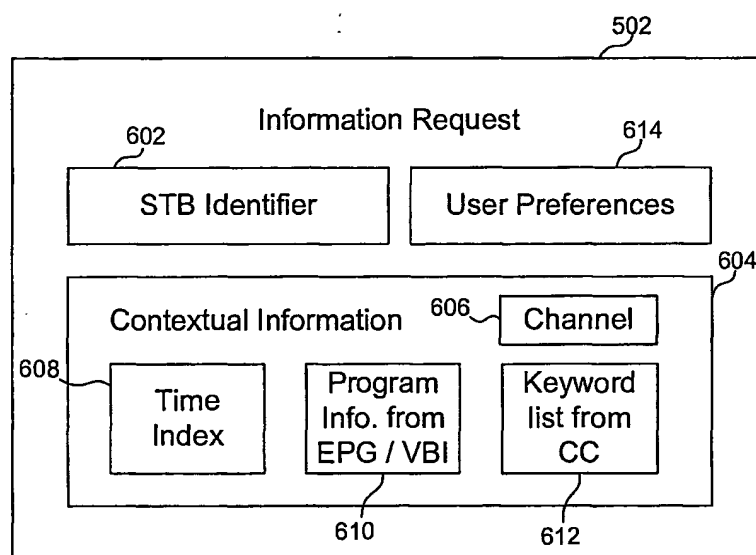 502
Information Request
602
614
STB Identifier
User Preferences
604
Contextual Information
606
Channel
608
Time
Index
Program
Info. from
EPG / VBI
Keyword
list from
CC
610
612